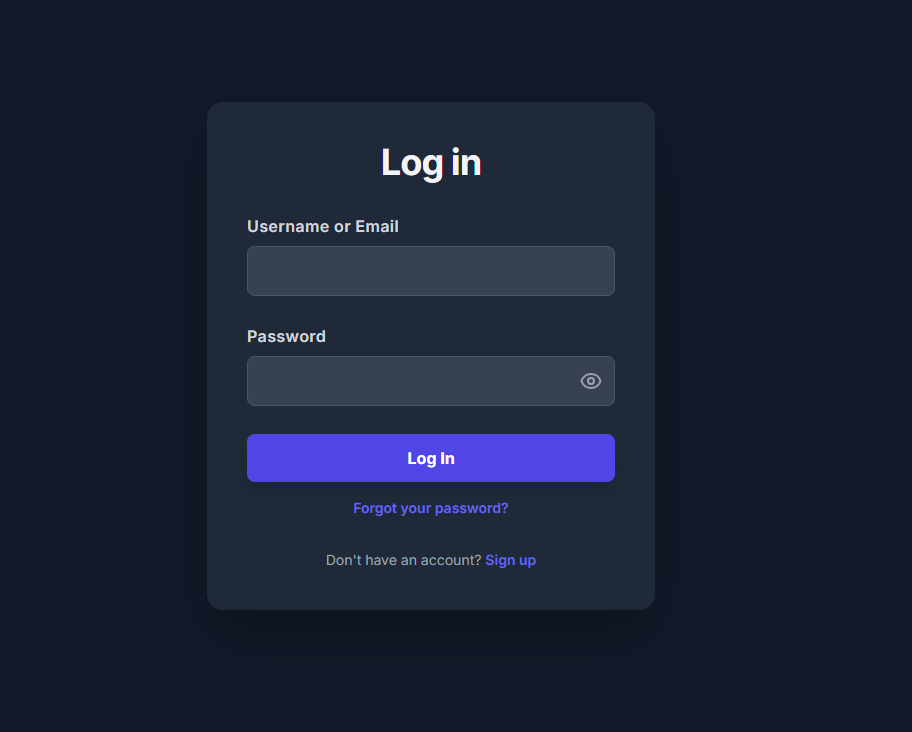 Log in
Username or Email
Password
Log In
Forgot your password?
Don't have an account? Sign up